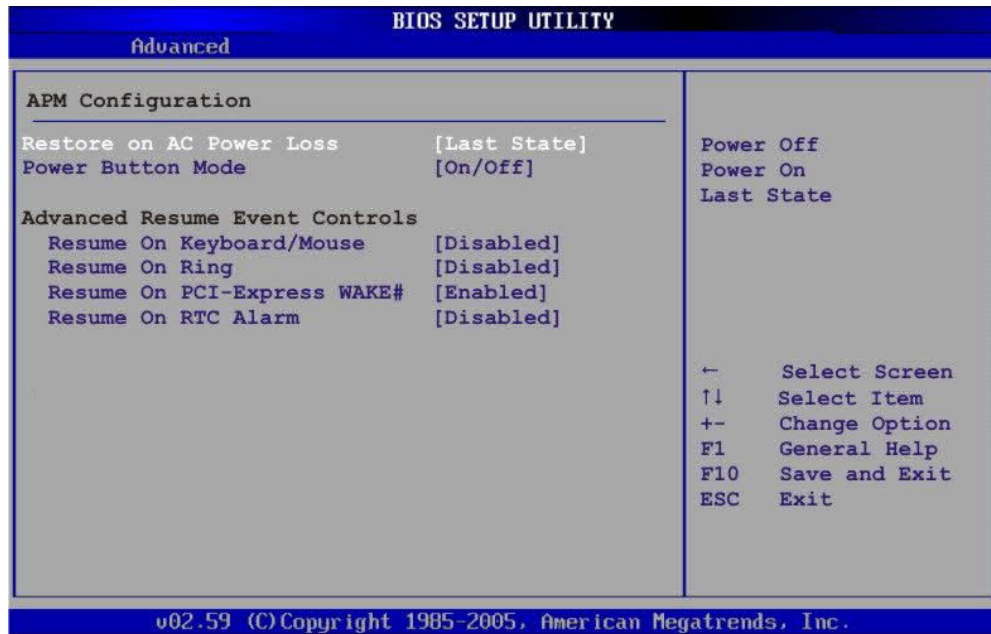 BIOS SETUP UTILITY
Advanced
APM Configuration
Restore on AC Power Loss [Last State]
Power Button Mode [On/Off]
Advanced Resume Event Controls
Resume On Keyboard/Mouse [Disabled]
Resume On Ring [Disabled]
Resume On PCI-Express WAKE# [Enabled]
Resume On RTC Alarm [Disabled]
Power Off
Power On
Last State
← Select Screen
↑↓ Select Item
+- Change Option
F1 General Help
F10 Save and Exit
ESC Exit
v02.59 (C)Copyright 1985-2005, American Megatrends, Inc.